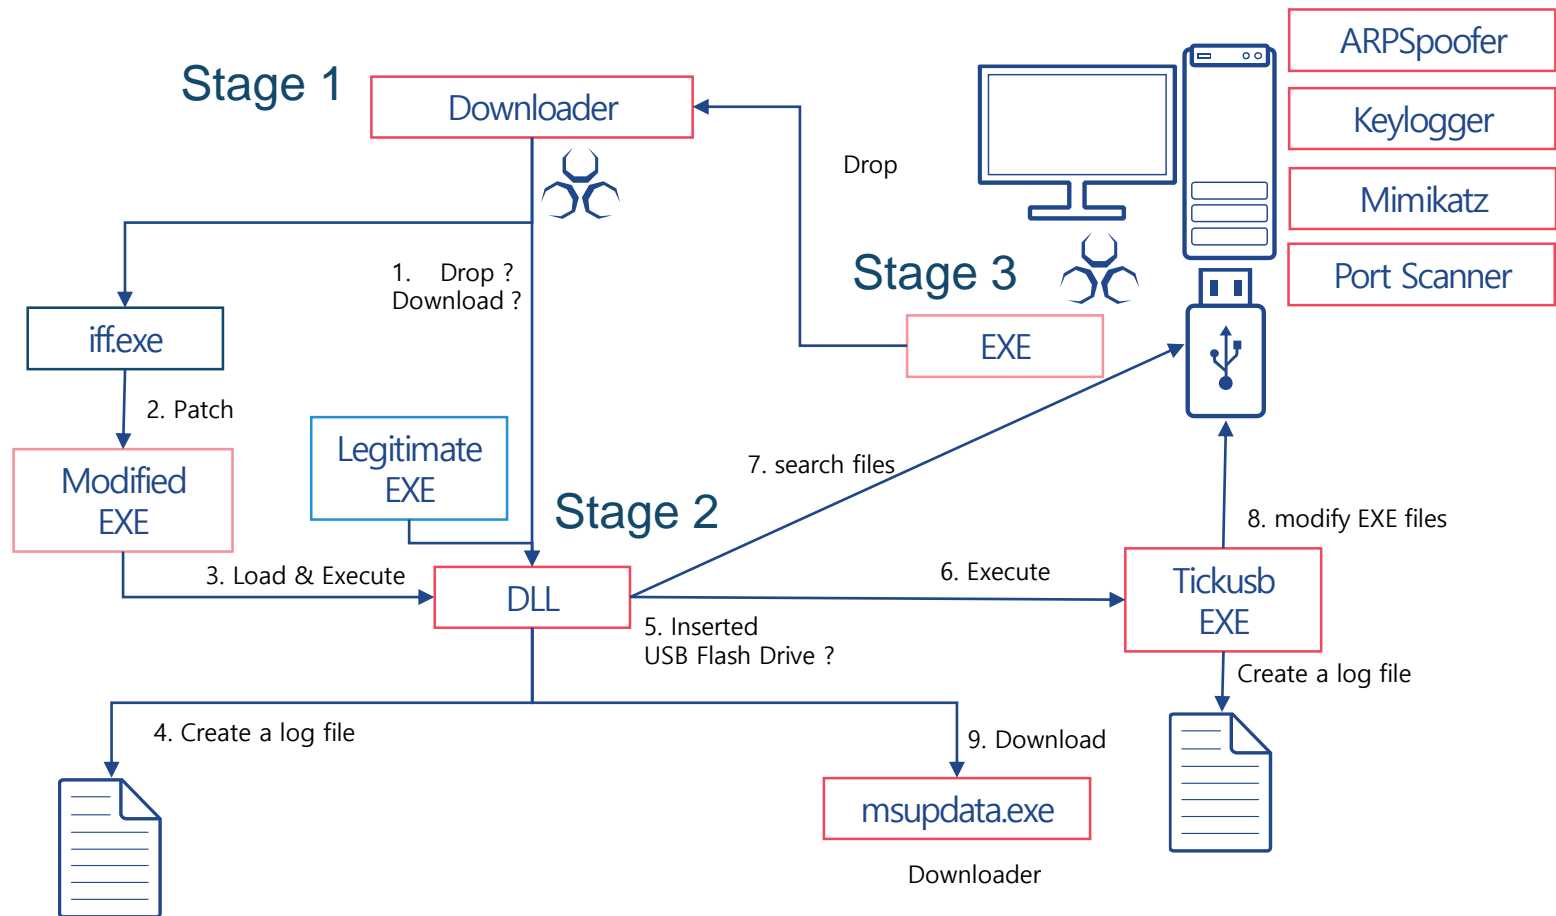 Stage 1
Downloader
ARPSpoofer
Keylogger
Mimikatz
Port Scanner
Drop
Stage 3
EXE
1. Drop ?
Download ?
iff.exe
2. Patch
Modified
EXE
Legitimate
EXE
Stage 2
7. search files
8. modify EXE files
3. Load & Execute
DLL
6. Execute
Tickusb
EXE
5. Inserted
USB Flash Drive ?
Create a log file
4. Create a log file
9. Download
msupdata.exe
Downloader